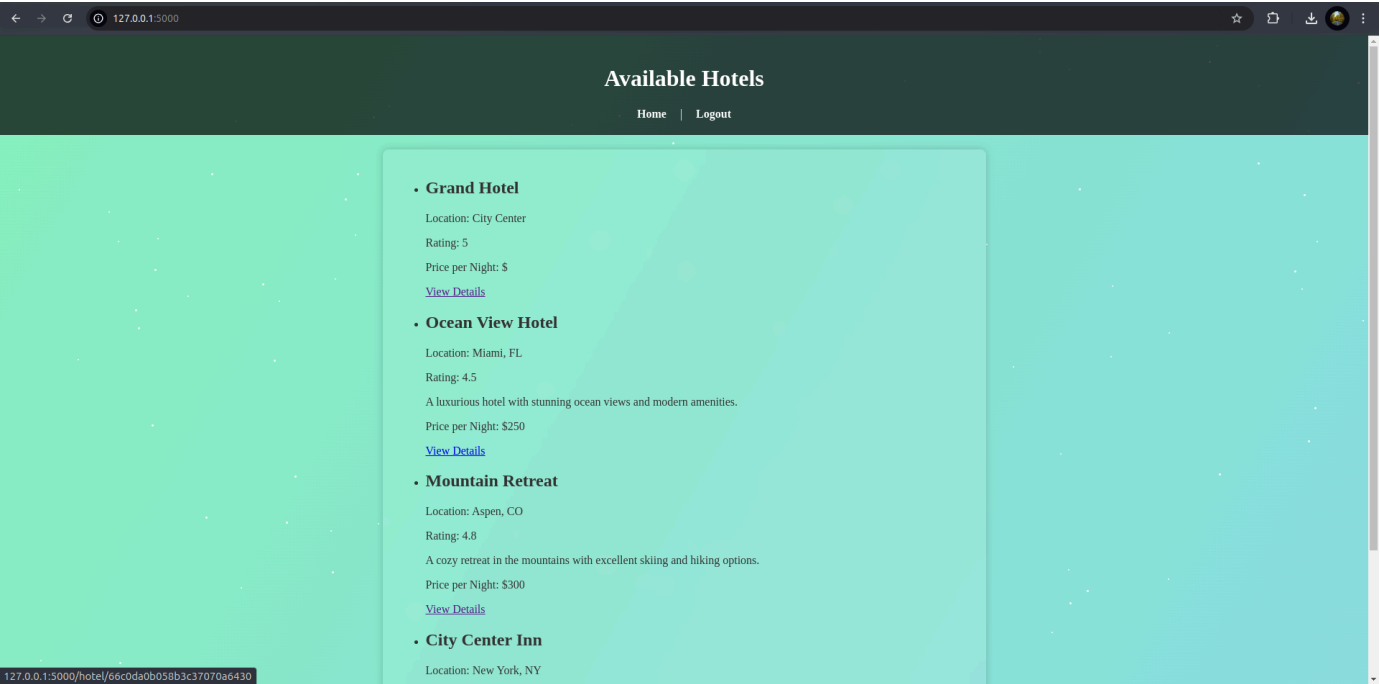 127.0.0.1:5000
Available Hotels
Home | Logout
Grand Hotel
Location: City Center
Rating: 5
Price per Night: $
View Details
Ocean View Hotel
Location: Miami, FL
Rating: 4.5
A luxurious hotel with stunning ocean views and modern amenities.
Price per Night: $250
View Details
Mountain Retreat
Location: Aspen, CO
Rating: 4.8
A cozy retreat in the mountains with excellent skiing and hiking options.
Price per Night: $300
View Details
City Center Inn
Location: New York, NY
127.0.0.1:5000/hotel/66c0da0b058b3c37070a6430